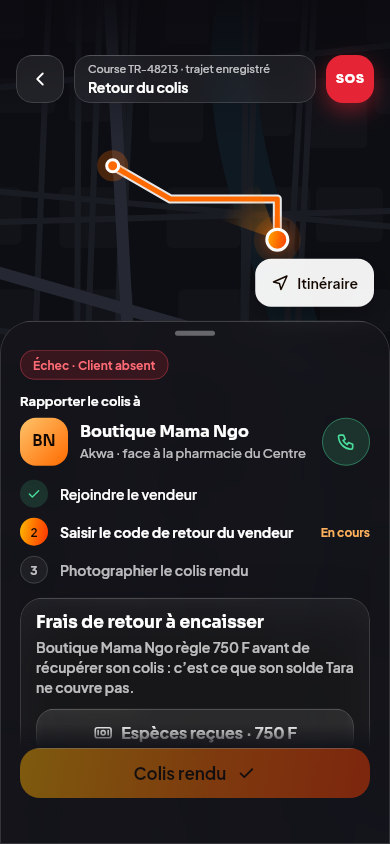 Course TR-48213 · trajet enregistré
Retour du colis
SOS
Itinéraire
Échec · Client absent
Rapporter le colis à
BN
Boutique Mama Ngo
Akwa · face à la pharmacie du Centre
Rejoindre le vendeur
2
Saisir le code de retour du vendeur
En cours
3
Photographier le colis rendu
Frais de retour à encaisser
Boutique Mama Ngo règle 750 F avant de
récupérer son colis : c’est ce que son solde Tara
ne couvre pas.
Espèces reçues · 750 F
Colis rendu